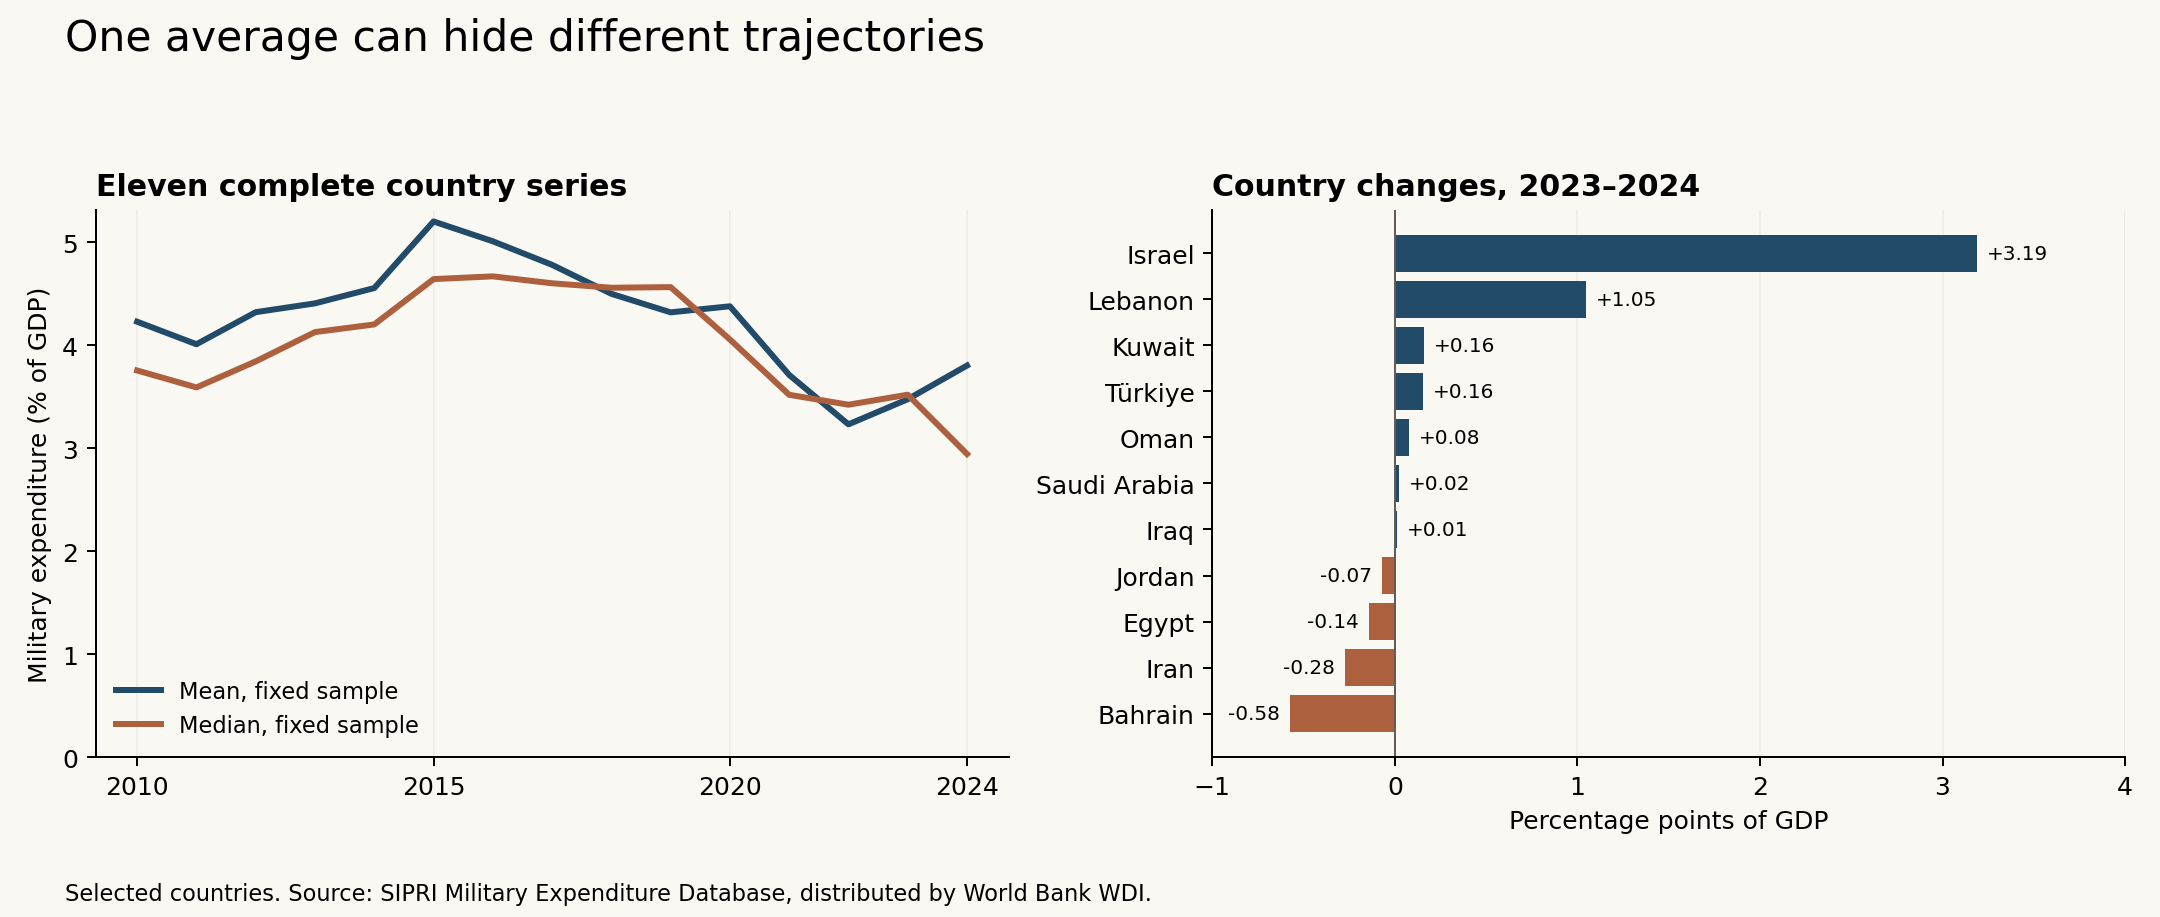 One average can hide different trajectories
Eleven complete country series
Military expenditure (% of GDP)
5
4
3
2
1
0
Mean, fixed sample
Median, fixed sample
2010
2015
2020
2024
Country changes, 2023–2024
Israel +3.19
Lebanon +1.05
Kuwait +0.16
Türkiye +0.16
Oman +0.08
Saudi Arabia +0.02
Iraq +0.01
Jordan -0.07
Egypt -0.14
Iran -0.28
Bahrain -0.58
−1 0 1 2 3 4
Percentage points of GDP
Selected countries. Source: SIPRI Military Expenditure Database, distributed by World Bank WDI.